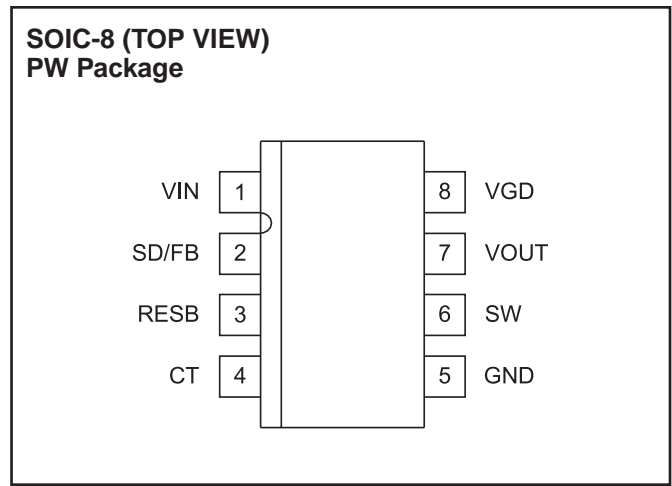 SOIC-8 (TOP VIEW)
PW Package
VIN 1 8 VGD
SD/FB 2 7 VOUT
RESB 3 6 SW
CT 4 5 GND